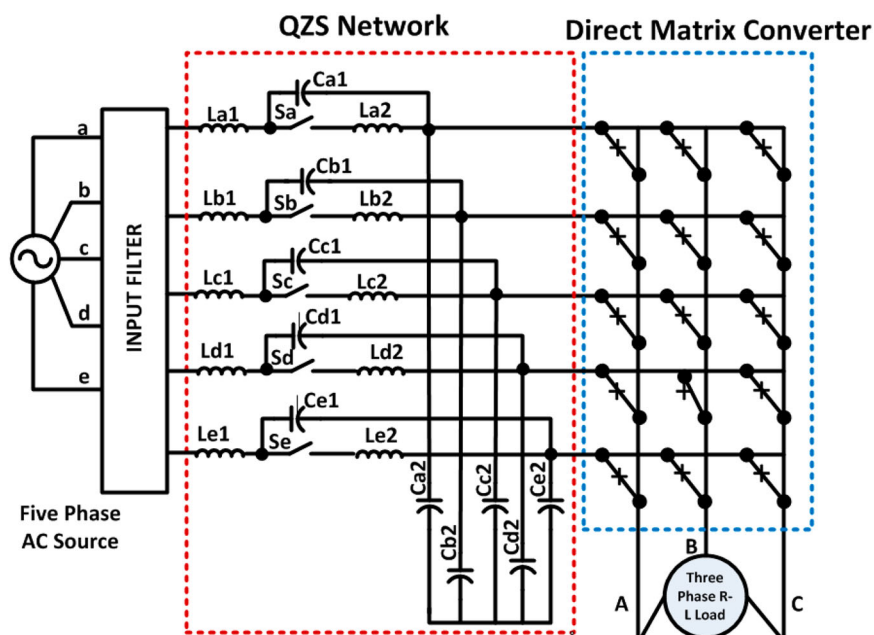 QZS Network
Direct Matrix Converter
Ca1
La1
Sa
La2
a
Cb1
b
Lb1
Sb
Lb2
c
Cc1
Lc1
Sc
Lc2
d
Cd1
Ld1
Sd
Ld2
e
Ce1
Le1
Se
Le2
INPUT FILTER
Ca2
Cb2
Cc2
Cd2
Ce2
Five Phase
AC Source
A
B
C
Three
Phase R-
L Load